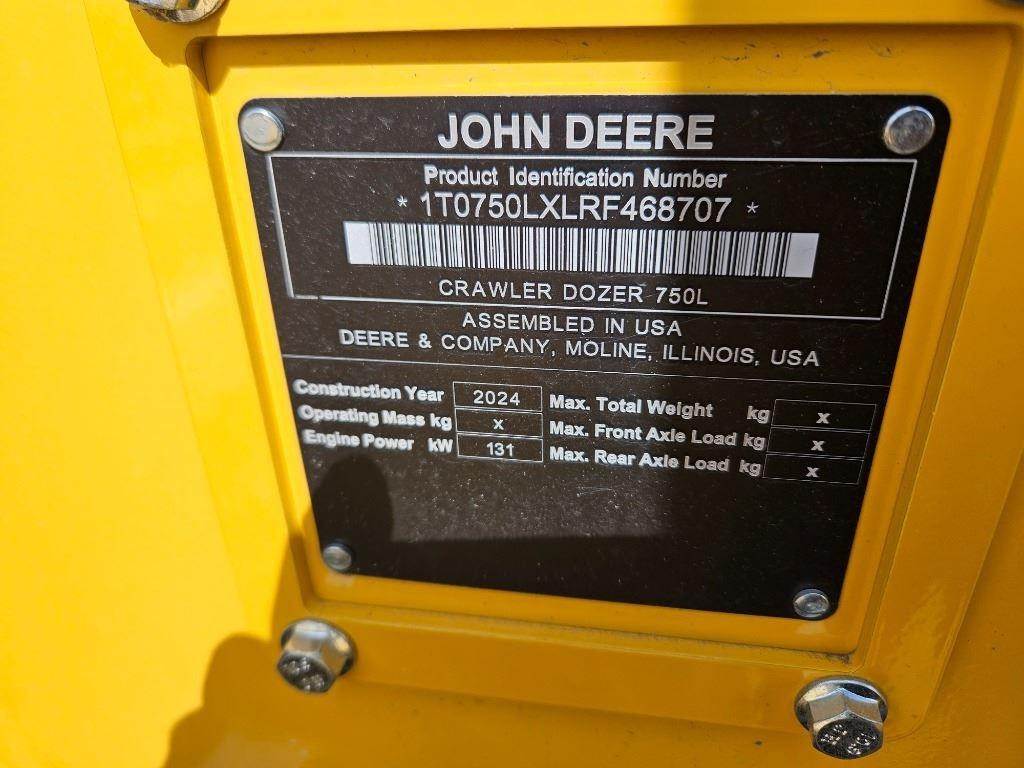 JOHN DEERE
Product Identification Number
* 1T0750LXLRF468707 *
CRAWLER DOZER 750L
ASSEMBLED IN USA
DEERE & COMPANY, MOLINE, ILLINOIS, USA
Construction Year 2024 Max. Total Weight kg x
Operating Mass kg x Max. Front Axle Load kg x
Engine Power kW 131 Max. Rear Axle Load kg x